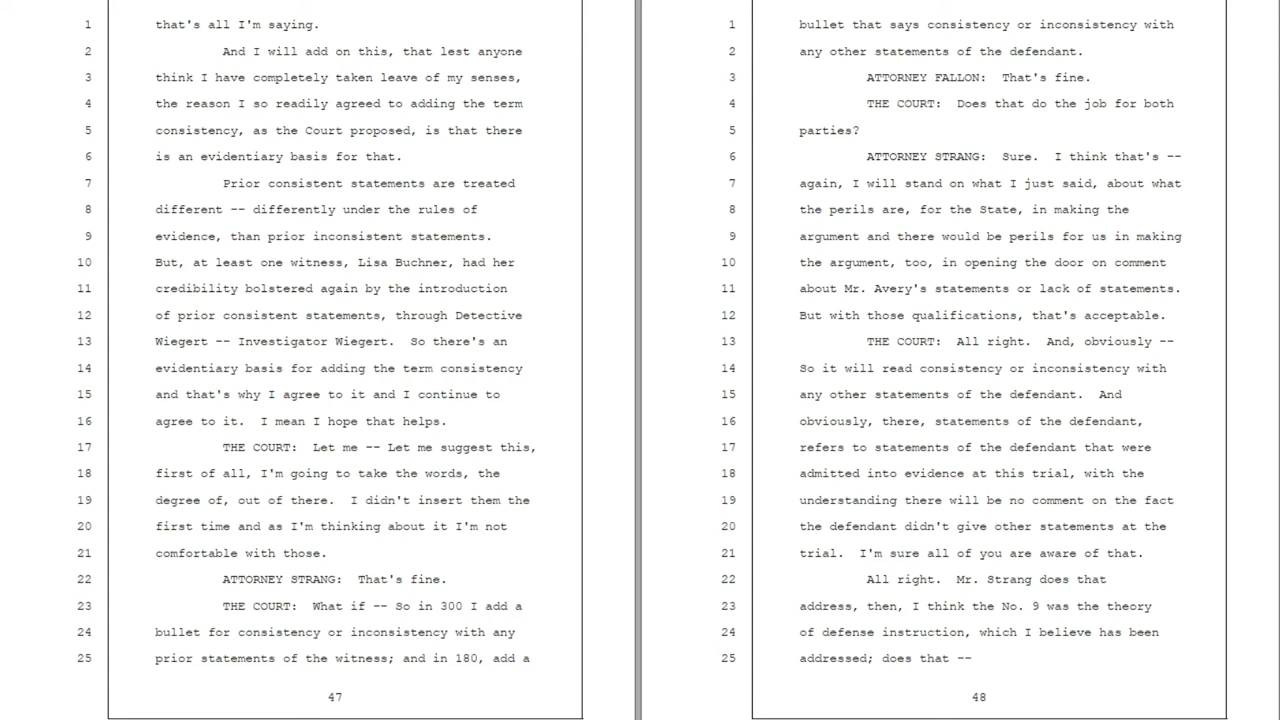 1 that's all I'm saying.
2 And I will add on this, that lest anyone
3 think I have completely taken leave of my senses,
4 the reason I so readily agreed to adding the term
5 consistency, as the Court proposed, is that there
6 is an evidentiary basis for that.
7 Prior consistent statements are treated
8 different -- differently under the rules of
9 evidence, than prior inconsistent statements.
10 But, at least one witness, Lisa Buchner, had her
11 credibility bolstered again by the introduction
12 of prior consistent statements, through Detective
13 Wiegert -- Investigator Wiegert. So there's an
14 evidentiary basis for adding the term consistency
15 and that's why I agree to it and I continue to
16 agree to it. I mean I hope that helps.
17 THE COURT: Let me -- Let me suggest this,
18 first of all, I'm going to take the words, the
19 degree of, out of there. I didn't insert them the
20 first time and as I'm thinking about it I'm not
21 comfortable with those.
22 ATTORNEY STRANG: That's fine.
23 THE COURT: What if -- So in 300 I add a
24 bullet for consistency or inconsistency with any
25 prior statements of the witness; and in 180, add a
47
1 bullet that says consistency or inconsistency with
2 any other statements of the defendant.
3 ATTORNEY FALLON: That's fine.
4 THE COURT: Does that do the job for both
5 parties?
6 ATTORNEY STRANG: Sure. I think that's --
7 again, I will stand on what I just said, about what
8 the perils are, for the State, in making the
9 argument and there would be perils for us in making
10 the argument, too, in opening the door on comment
11 about Mr. Avery's statements or lack of statements.
12 But with those qualifications, that's acceptable.
13 THE COURT: All right. And, obviously --
14 So it will read consistency or inconsistency with
15 any other statements of the defendant. And
16 obviously, there, statements of the defendant,
17 refers to statements of the defendant that were
18 admitted into evidence at this trial, with the
19 understanding there will be no comment on the fact
20 the defendant didn't give other statements at the
21 trial. I'm sure all of you are aware of that.
22 All right. Mr. Strang does that
23 address, then, I think the No. 9 was the theory
24 of defense instruction, which I believe has been
25 addressed; does that --
48